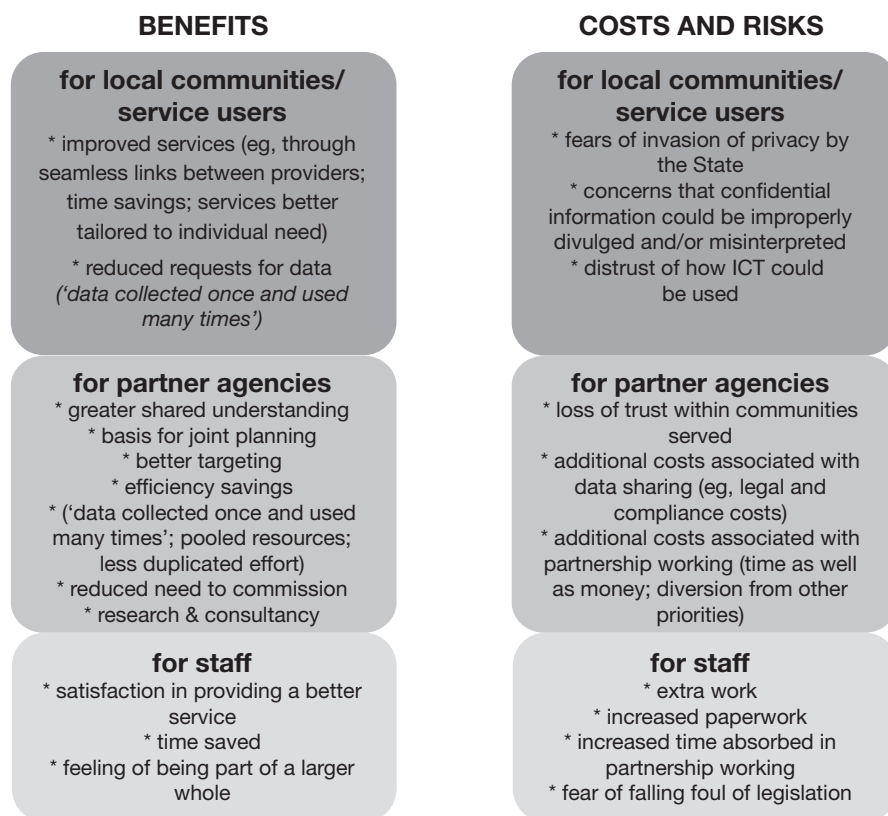 BENEFITS
for local communities/
service users
* improved services (eg, through
seamless links between providers;
time savings; services better
tailored to individual need)
* reduced requests for data
(‘data collected once and used
many times’)
for partner agencies
* greater shared understanding
* basis for joint planning
* better targeting
* efficiency savings
* (‘data collected once and used
many times’; pooled resources;
less duplicated effort)
* reduced need to commission
* research & consultancy
for staff
* satisfaction in providing a better
service
* time saved
* feeling of being part of a larger
whole
COSTS AND RISKS
for local communities/
service users
* fears of invasion of privacy by
the State
* concerns that confidential
information could be improperly
divulged and/or misinterpreted
* distrust of how ICT could
be used
for partner agencies
* loss of trust within communities
served
* additional costs associated with
data sharing (eg, legal and
compliance costs)
* additional costs associated with
partnership working (time as well
as money; diversion from other
priorities)
for staff
* extra work
* increased paperwork
* increased time absorbed in
partnership working
* fear of falling foul of legislation